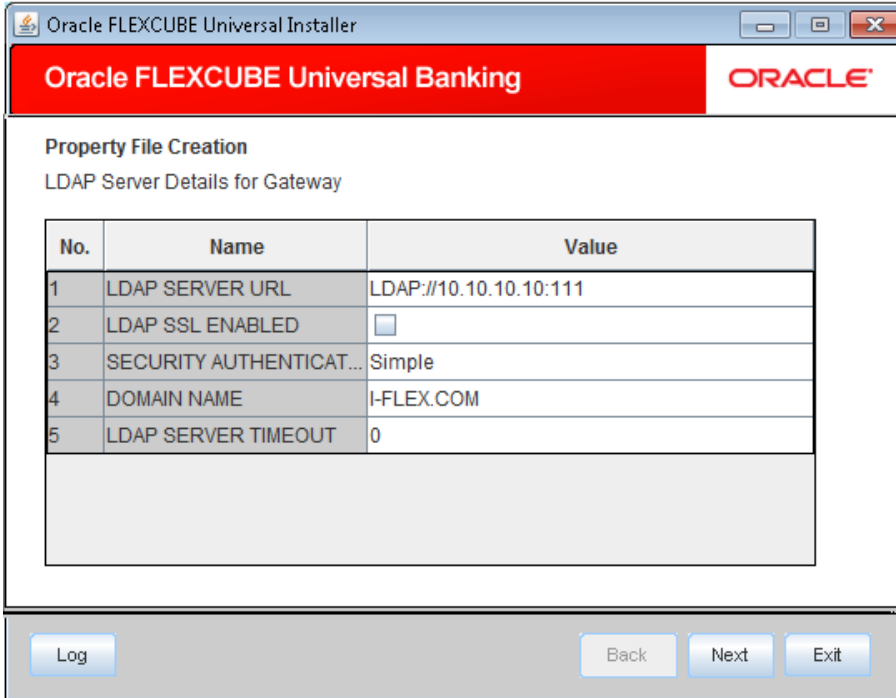 Oracle FLEXCUBE Universal Installer
Oracle FLEXCUBE Universal Banking
ORACLE
Property File Creation
LDAP Server Details for Gateway
No. Name Value
1 LDAP SERVER URL LDAP://10.10.10.10:111
2 LDAP SSL ENABLED
3 SECURITY AUTHENTICAT... Simple
4 DOMAIN NAME I-FLEX.COM
5 LDAP SERVER TIMEOUT 0
Log Back Next Exit